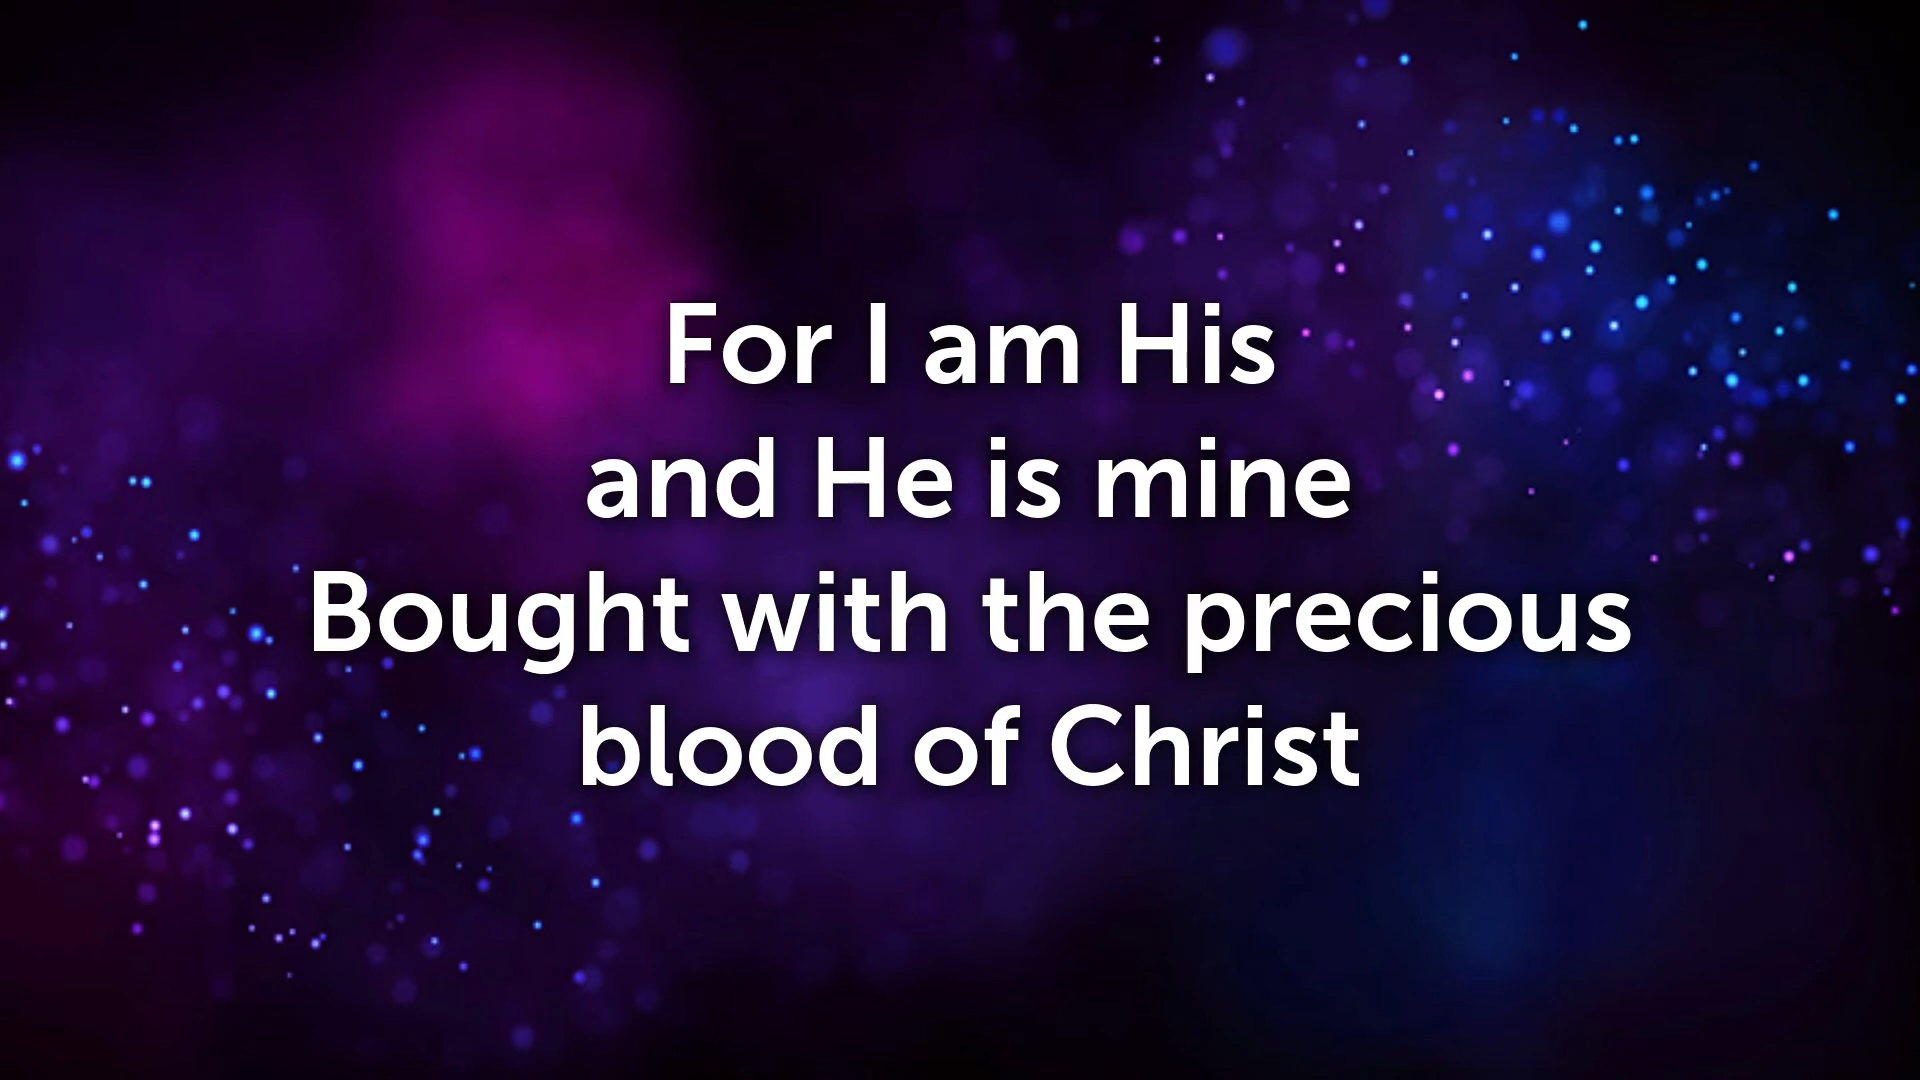 For I am His
and He is mine
Bought with the precious
blood of Christ